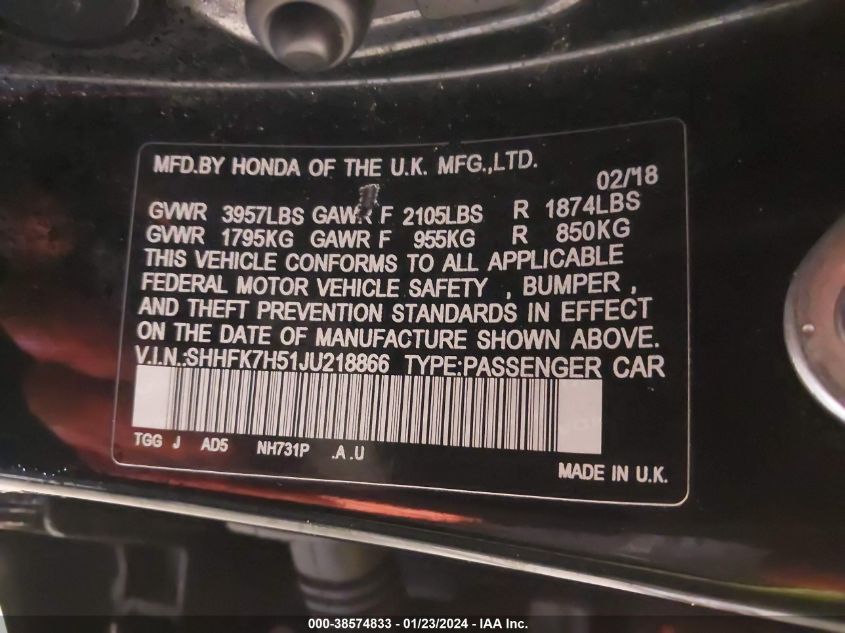 MFD.BY HONDA OF THE U.K. MFG.,LTD.
02/18
GVWR 3957LBS GAWR F 2105LBS R 1874LBS
GVWR 1795KG GAWR F 955KG R 850KG
THIS VEHICLE CONFORMS TO ALL APPLICABLE
FEDERAL MOTOR VEHICLE SAFETY , BUMPER ,
AND THEFT PREVENTION STANDARDS IN EFFECT
ON THE DATE OF MANUFACTURE SHOWN ABOVE.
V.I.N.:SHHFK7H51JU218866 TYPE:PASSENGER CAR
TGG J AD5 NH731P .A .U
MADE IN U.K.
000-38574833 - 01/23/2024 - IAA Inc.